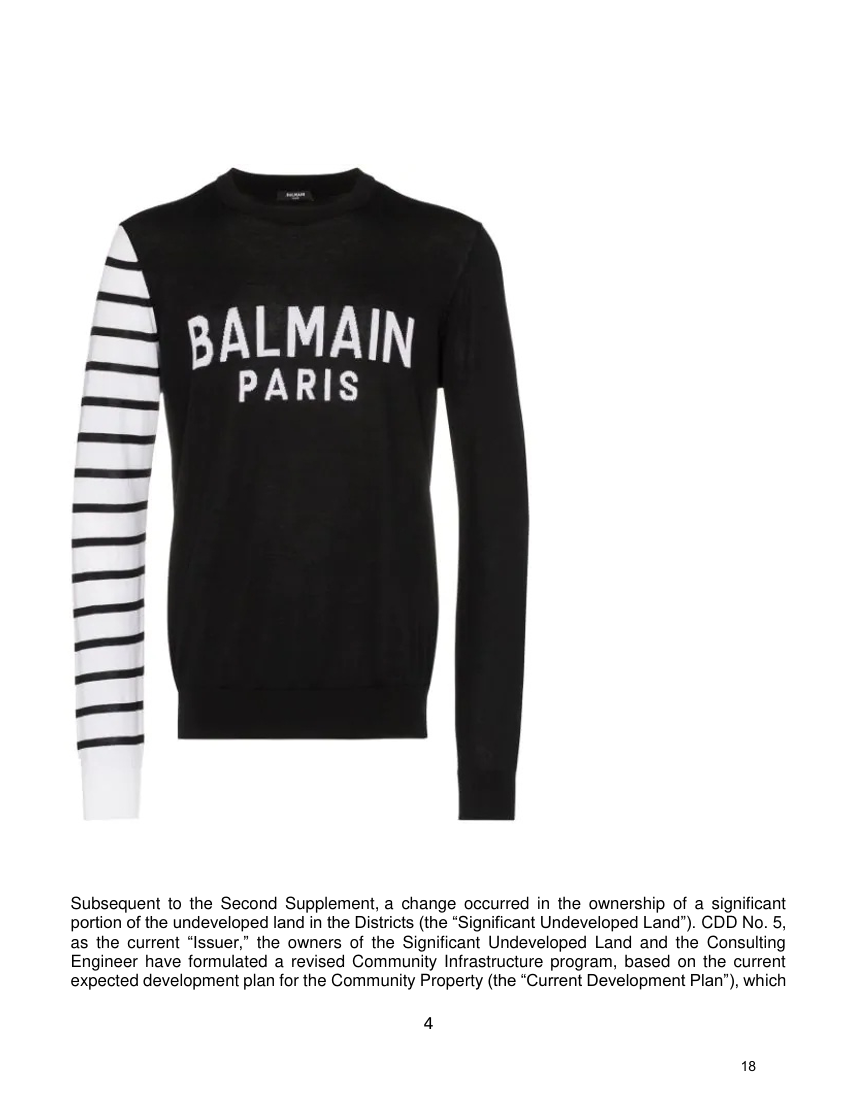 BALMAIN
BALMAIN
PARIS
Subsequent to the Second Supplement, a change occurred in the ownership of a significant
portion of the undeveloped land in the Districts (the “Significant Undeveloped Land”). CDD No. 5,
as the current “Issuer,” the owners of the Significant Undeveloped Land and the Consulting
Engineer have formulated a revised Community Infrastructure program, based on the current
expected development plan for the Community Property (the “Current Development Plan”), which
4
18